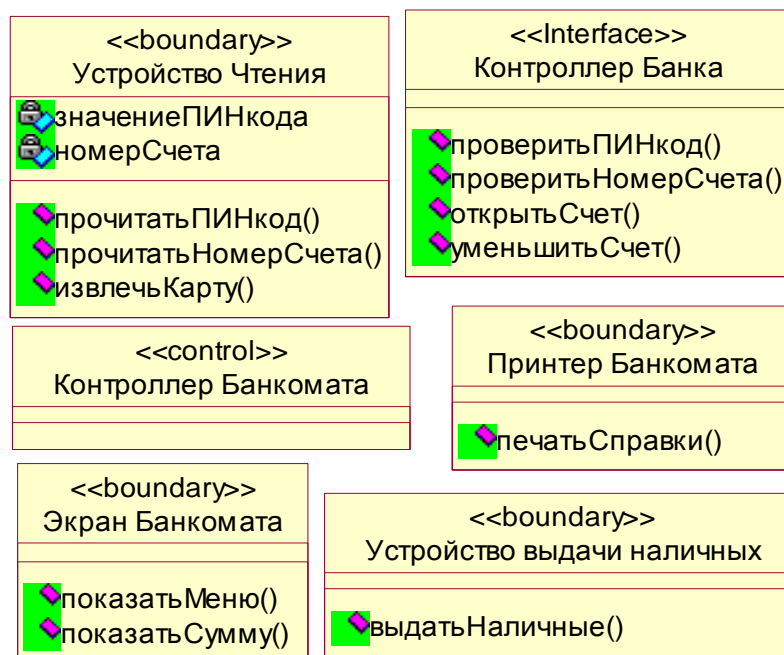 <<boundary>>
Устройство Чтения
значениеПИНкода
номерСчета
прочитатьПИНкод()
прочитатьНомерСчета()
извлечьКарту()
<<Interface>>
Контроллер Банка
проверитьПИНкод()
проверитьНомерСчета()
открытьСчет()
уменьшитьСчет()
<<control>>
Контроллер Банкомата
<<boundary>>
Принтер Банкомата
печатьСправки()
<<boundary>>
Экран Банкомата
показатьМеню()
показатьСумму()
<<boundary>>
Устройство выдачи наличных
выдатьНаличные()